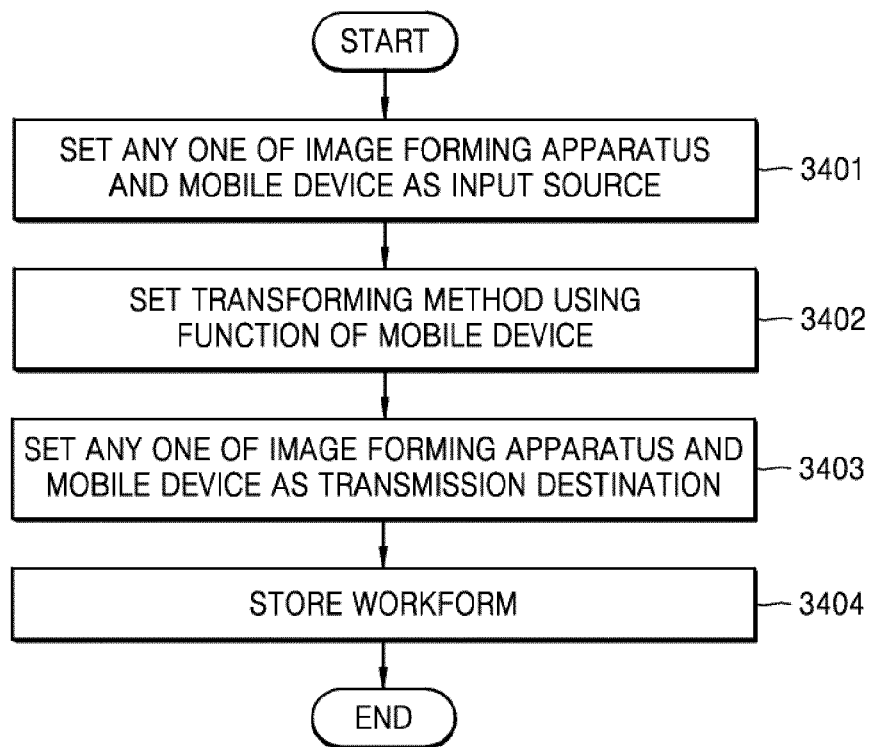 START
SET ANY ONE OF IMAGE FORMING APPARATUS
AND MOBILE DEVICE AS INPUT SOURCE
3401
SET TRANSFORMING METHOD USING
FUNCTION OF MOBILE DEVICE
3402
SET ANY ONE OF IMAGE FORMING APPARATUS AND
MOBILE DEVICE AS TRANSMISSION DESTINATION
3403
STORE WORKFORM
3404
END